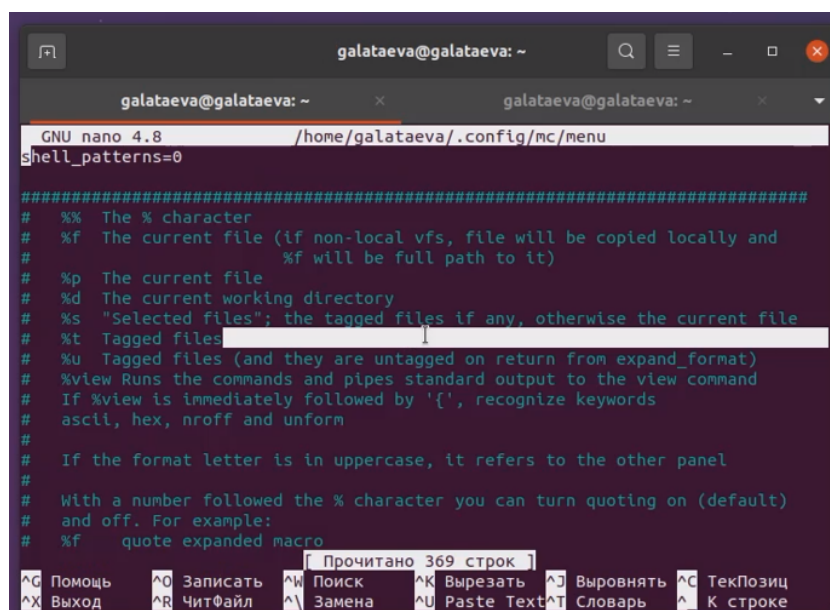 galataeva@galataeva: ~
galataeva@galataeva: ~ × galataeva@galataeva: ~ ×
GNU nano 4.8 /home/galataeva/.config/mc/menu
shell_patterns=0
##############################################################################
# %% The % character
# %f The current file (if non-local vfs, file will be copied locally and
# %f will be full path to it)
# %p The current file
# %d The current working directory
# %s "Selected files"; the tagged files if any, otherwise the current file
# %t Tagged files
# %u Tagged files (and they are untagged on return from expand_format)
# %view Runs the commands and pipes standard output to the view command
# If %view is immediately followed by '{', recognize keywords
# ascii, hex, nroff and unform
#
# If the format letter is in uppercase, it refers to the other panel
#
# With a number followed the % character you can turn quoting on (default)
# and off. For example:
# %f quote expanded macro
[ Прочитано 369 строк ]
^G Помощь ^O Записать ^W Поиск ^K Вырезать ^J Выровнять ^C ТекПозиц
^X Выход ^R ЧитФайл ^\ Замена ^U Paste Text ^T Словарь ^_ К строке